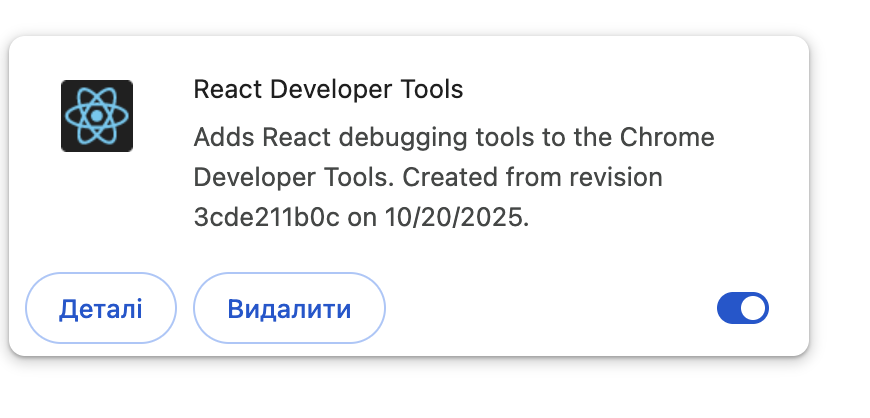 React Developer Tools
Adds React debugging tools to the Chrome
Developer Tools. Created from revision
3cde211b0c on 10/20/2025.
Деталі
Видалити